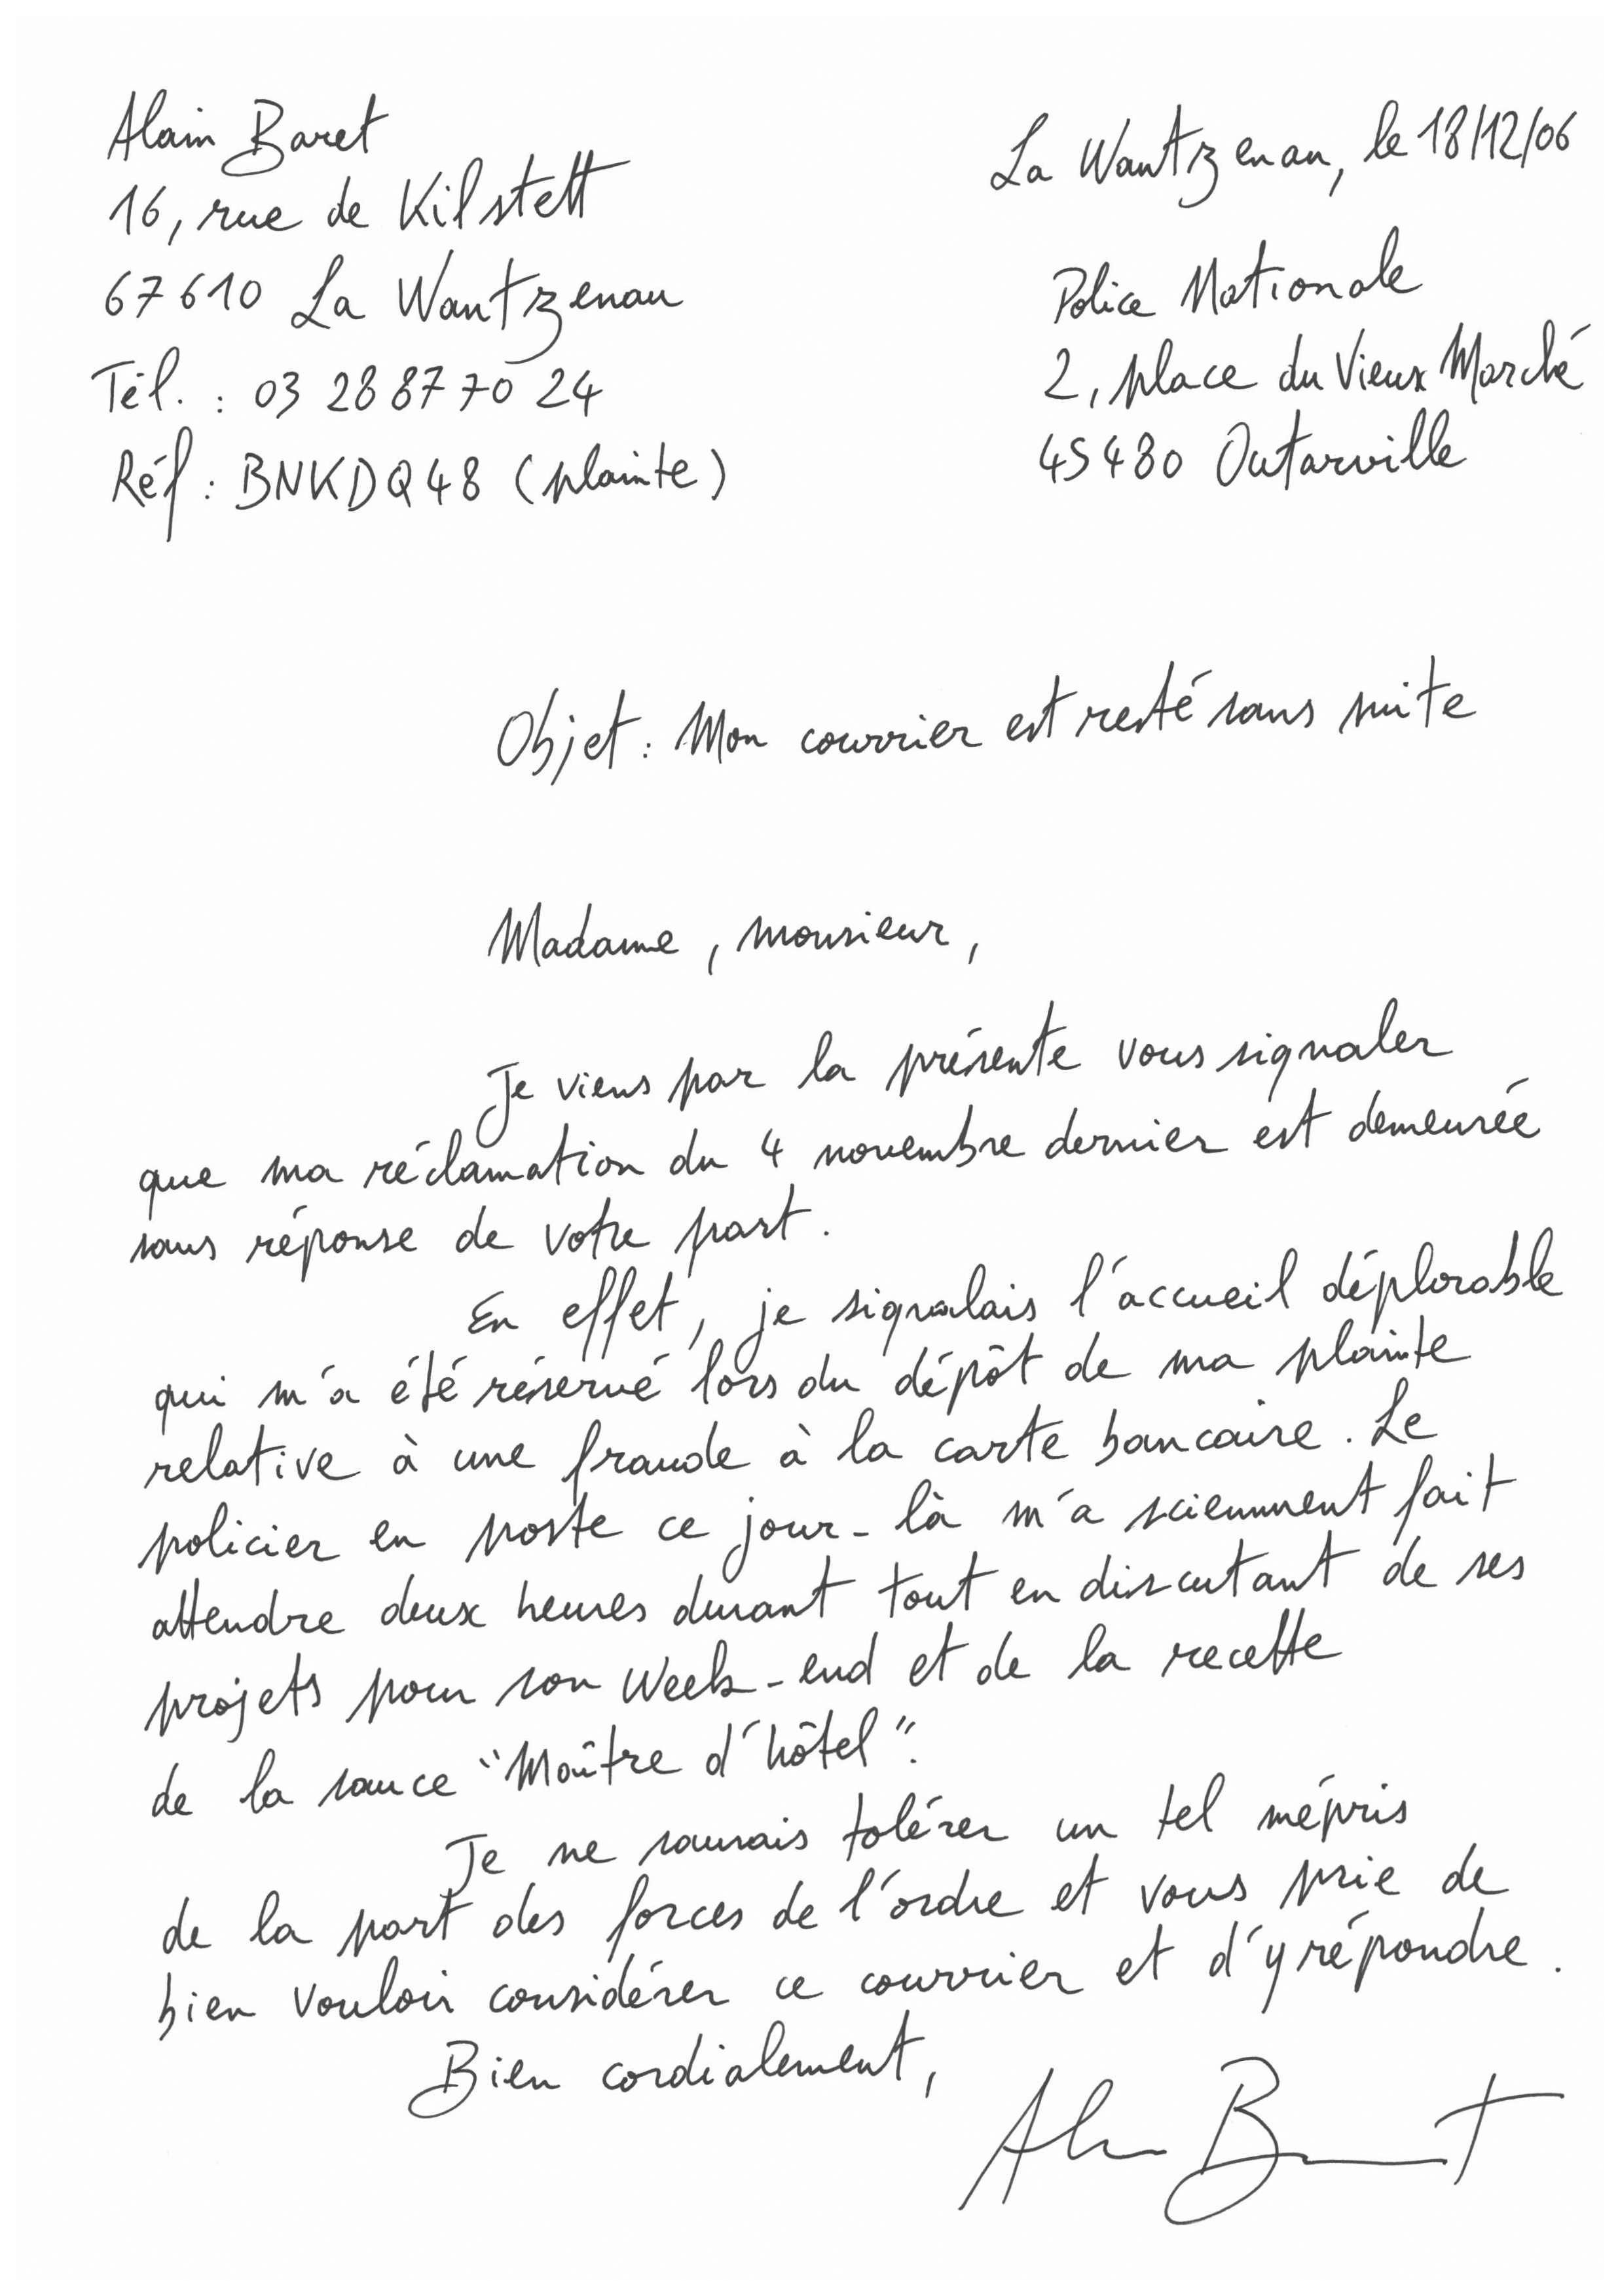 Alain Baret
16, rue de Kilstett
67610 La Wantzenau
Tél. : 03 28 87 70 24
Réf : BNKDQ48 (plainte)
La Wantzenau, le 18/12/06
Police Nationale
2, place du Vieux Marché
45480 Outarville
Objet : Mon courrier est resté sans suite
Madame, monsieur,
Je viens par la présente vous signaler
que ma réclamation du 4 novembre dernier est demeurée
sans réponse de votre part.
En effet, je signalais l'accueil déplorable
qui m'a été réservé lors du dépôt de ma plainte
relative à une fraude à la carte bancaire. Le
policier en poste ce jour-là m'a sciemment fait
attendre deux heures durant tout en discutant de ses
projets pour son week-end et de la recette
de la sauce "Maître d'hôtel".
Je ne saurais tolérer un tel mépris
de la part des forces de l'ordre et vous prie de
bien vouloir considérer ce courrier et d'y répondre.
Bien cordialement,